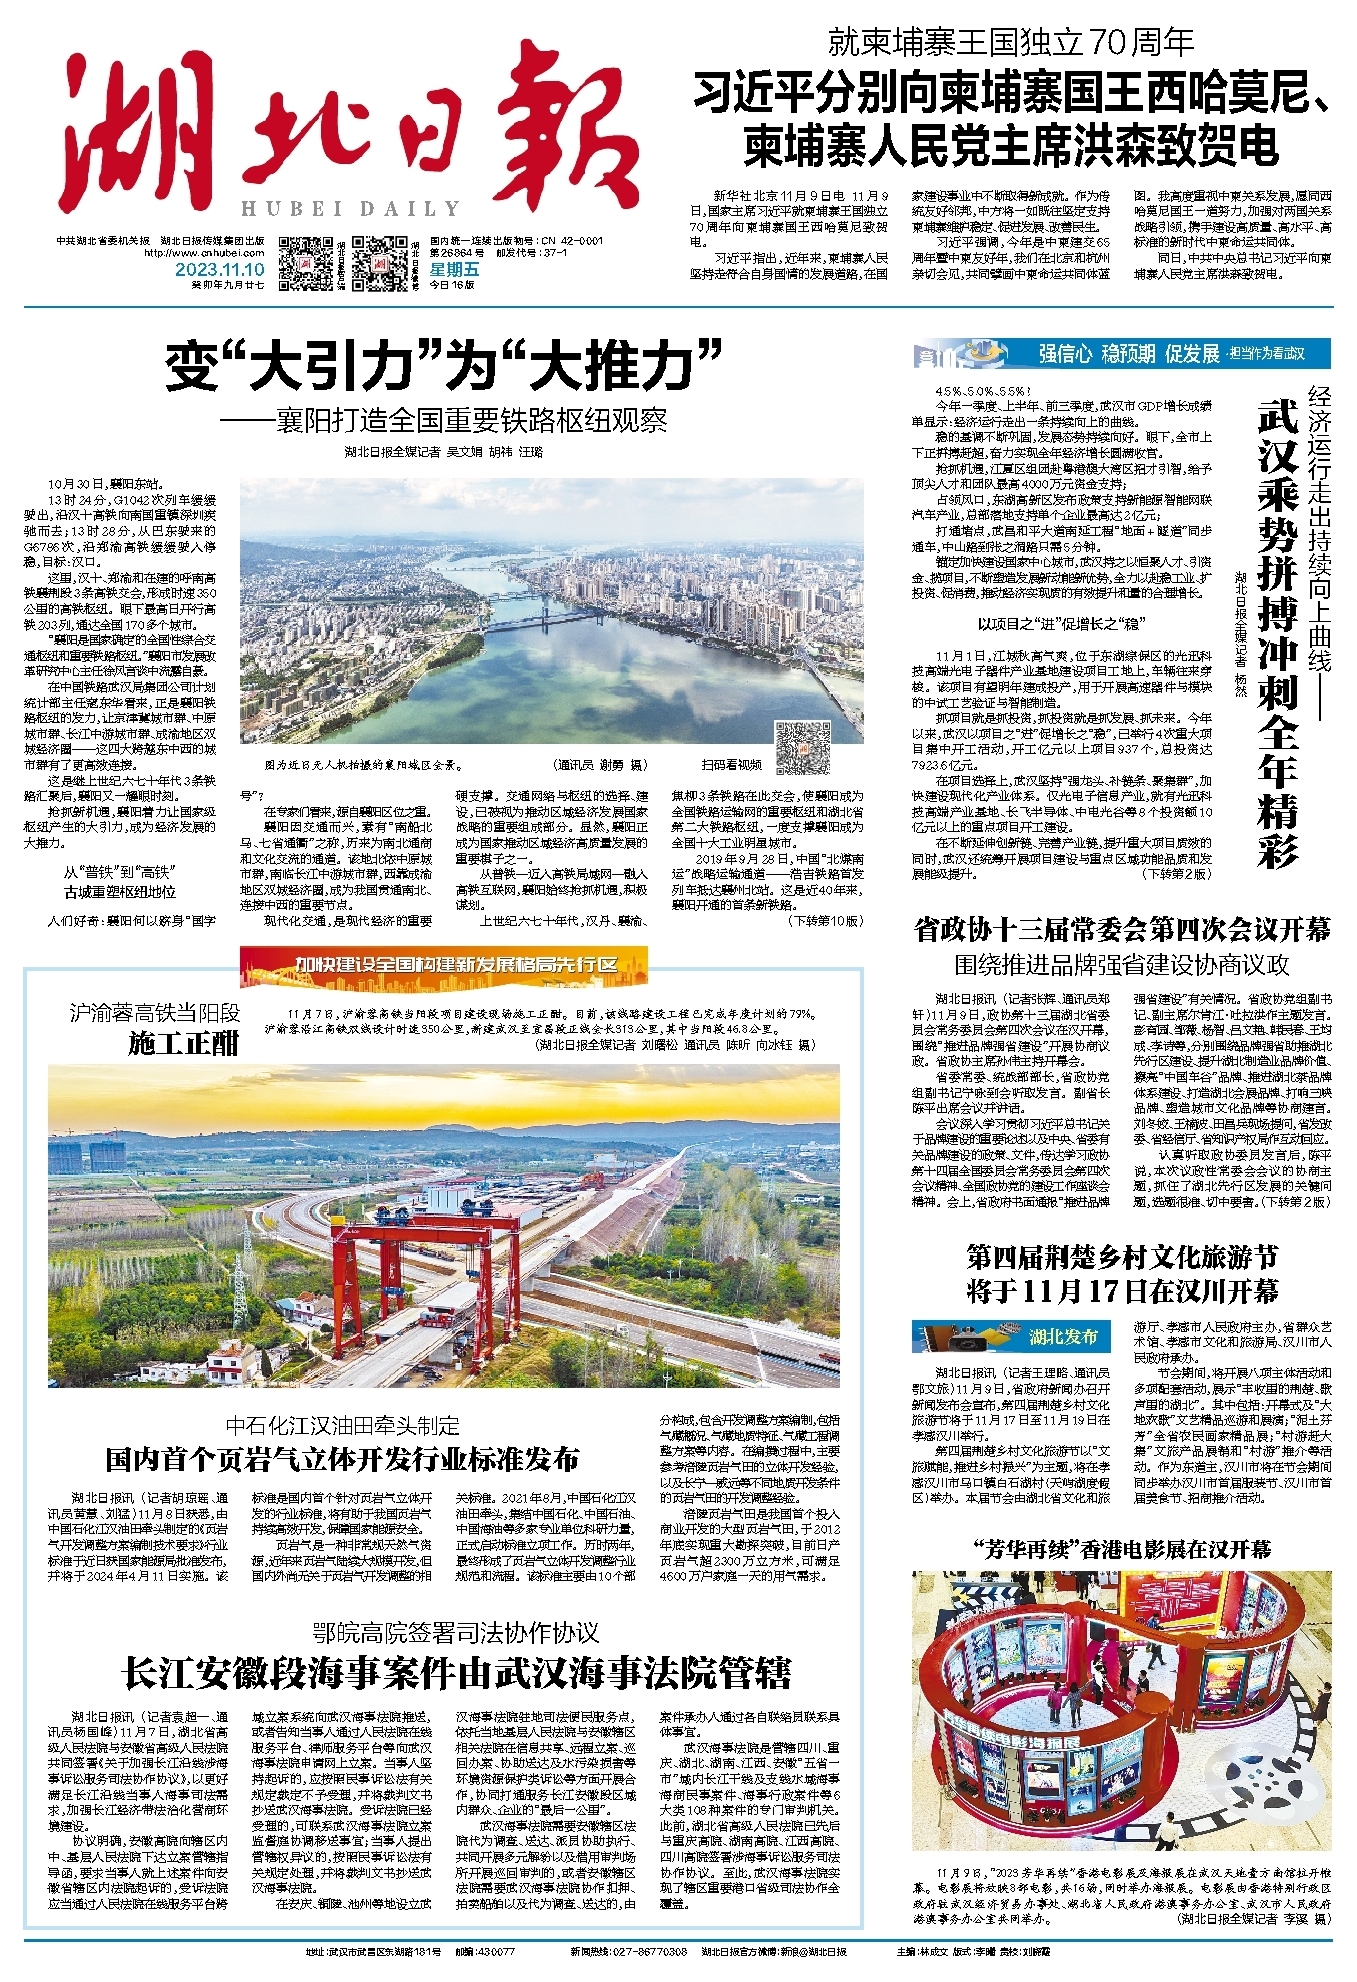 湖北日報
HUBEI DAILY
中共湖北省委机关报 湖北日报传媒集团出版
http://www.cnhubei.com
2023.11.10
癸卯年九月廿七
国内统一连续出版物号:CN 42-0001
第26864号 邮发代号:37-1
星期五
今日16版
就柬埔寨王国独立70周年
习近平分别向柬埔寨国王西哈莫尼、
柬埔寨人民党主席洪森致贺电
新华社北京11月9日电 11月9
日,国家主席习近平就柬埔寨王国独立
70周年向柬埔寨国王西哈莫尼致贺
电。
习近平指出,近年来,柬埔寨人民
坚持走符合自身国情的发展道路,在国
家建设事业中不断取得新成就。作为传
统友好邻邦,中方将一如既往坚定支持
柬埔寨维护稳定、促进发展、改善民生。
习近平强调,今年是中柬建交65
周年暨中柬友好年,我们在北京和杭州
亲切会见,共同擘画中柬命运共同体蓝
图。我高度重视中柬关系发展,愿同西
哈莫尼国王一道努力,加强对两国关系
战略引领,携手建设高质量、高水平、高
标准的新时代中柬命运共同体。
同日,中共中央总书记习近平向柬
埔寨人民党主席洪森致贺电。
变“大引力”为“大推力”
——襄阳打造全国重要铁路枢纽观察
湖北日报全媒记者 吴文娟 胡祎 汪璐
10月30日,襄阳东站。
13时24分,G1042次列车缓缓
驶出,沿汉十高铁向南国重镇深圳疾
驰而去;13时28分,从巴东驶来的
G6786次,沿郑渝高铁缓缓驶入停
稳,目标:汉口。
这里,汉十、郑渝和在建的呼南高
铁襄荆段3条高铁交会,形成时速350
公里的高铁枢纽。眼下最高日开行高
铁203列,通达全国170多个城市。
“襄阳是国家确定的全国性综合交
通枢纽和重要铁路枢纽。”襄阳市发展改
革研究中心主任徐风言谈中流露自豪。
在中国铁路武汉局集团公司计划
统计部主任寇东华看来,正是襄阳铁
路枢纽的发力,让京津冀城市群、中原
城市群、长江中游城市群、成渝地区双
城经济圈——这四大跨越东中西的城
市群有了更高效连接。
这是继上世纪六七十年代3条铁
路汇聚后,襄阳又一耀眼时刻。
抢抓新机遇,襄阳着力让国家级
枢纽产生的大引力,成为经济发展的
大推力。
从“普铁”到“高铁”
古城重塑枢纽地位
人们好奇:襄阳何以跻身“国字
图为近日无人机拍摄的襄阳城区全景。 (通讯员 谢勇 摄)
扫码看视频
号”?
在专家们看来,源自襄阳区位之重。
襄阳因交通而兴,素有“南船北
马、七省通衢”之称,历来为南北通商
和文化交流的通道。该地北依中原城
市群,南临长江中游城市群,西靠成渝
地区双城经济圈,成为我国贯通南北、
连接中西的重要节点。
现代化交通,是现代经济的重要
硬支撑。交通网络与枢纽的选择、建
设,已被视为推动区域经济发展国家
战略的重要组成部分。显然,襄阳正
成为国家推动区域经济高质量发展的
重要棋子之一。
从普铁一迈入高铁局域网—融入
高铁互联网,襄阳始终抢抓机遇,积极
谋划。
上世纪六七十年代,汉丹、襄渝、
焦柳3条铁路在此交会,使襄阳成为
全国铁路运输网的重要枢纽和湖北省
第二大铁路枢纽,一度支撑襄阳成为
全国十大工业明星城市。
2019年9月28日,中国“北煤南
运”战略运输通道——浩吉铁路首发
列车抵达襄州北站。这是近40年来,
襄阳开通的首条新铁路。
(下转第10版)
强信心 稳预期 促发展·担当作为看武汉
经济运行走出持续向上曲线——
武汉乘势拼搏冲刺全年精彩
湖北日报全媒记者 杨然
4.5%、5.0%、5.5%!
今年一季度、上半年、前三季度,武汉市GDP增长成绩
单显示:经济运行走出一条持续向上的曲线。
稳的基调不断巩固,发展态势持续向好。眼下,全市上
下正拼搏赶超,奋力实现全年经济增长圆满收官。
抢抓机遇,江夏区组团赴粤港澳大湾区招才引智,给予
顶尖人才和团队最高4000万元资金支持;
占领风口,东湖高新区发布政策支持新能源智能网联
汽车产业,总部落地支持单个企业最高达2亿元;
打通堵点,武昌和平大道南延工程“地面+隧道”同步
通车,中山路到张之洞路只需5分钟。
锚定加快建设国家中心城市,武汉持之以恒聚人才、引资
金、揽项目,不断塑造发展新动能新优势,全力以赴稳工业、扩
投资、促消费,推动经济实现质的有效提升和量的合理增长。
以项目之“进”促增长之“稳”
11月1日,江城秋高气爽,位于东湖综保区的光迅科
技高端光电子器件产业基地建设项目工地上,车辆往来穿
梭。该项目有望明年建成投产,用于开展高速器件与模块
的中试工艺验证与智能制造。
抓项目就是抓投资,抓投资就是抓发展、抓未来。今年
以来,武汉以项目之“进”促增长之“稳”,已举行4次重大项
目集中开工活动,开工亿元以上项目937个,总投资达
7923.6亿元。
在项目选择上,武汉坚持“强龙头、补链条、聚集群”,加
快建设现代化产业体系。仅光电子信息产业,就有光迅科
技高端产业基地、长飞半导体、中电光谷等8个投资额10
亿元以上的重点项目开工建设。
在不断延伸创新链、完善产业链,提升重大项目质效的
同时,武汉还统筹开展项目建设与重点区域功能品质和发
展能级提升。 (下转第2版)
省政协十三届常委会第四次会议开幕
围绕推进品牌强省建设协商议政
湖北日报讯 (记者张辉、通讯员郑
轩)11月9日,政协第十三届湖北省委
员会常务委员会第四次会议在汉开幕,
围绕“推进品牌强省建设”开展协商议
政。省政协主席孙伟主持开幕会。
省委常委、统战部部长,省政协党
组副书记宁咏到会听取发言。副省长
陈平出席会议并讲话。
会议深入学习贯彻习近平总书记关
于品牌建设的重要论述以及中央、省委有
关品牌建设的政策、文件,传达学习政协
第十四届全国委员会常务委员会第四次
会议精神、全国政协党的建设工作座谈会
精神。会上,省政府书面通报“推进品牌
强省建设”有关情况。省政协党组副书
记、副主席尔肯江·吐拉洪作主题发言。
彭育园、邹薇、杨智、吕文艳、韩民春、王均
成、李诗等,分别围绕品牌强省助推湖北
先行区建设、提升湖北制造业品牌价值、
擦亮“中国车谷”品牌、推进湖北茶品牌
体系建设、打造湖北会展品牌、打响三峡
品牌、塑造城市文化品牌等协商建言。
刘冬姣、王楠皮、田昌兵现场提问,省发改
委、省经信厅、省知识产权局作互动回应。
认真听取政协委员发言后,陈平
说,本次议政性常委会会议的协商主
题,抓住了湖北先行区发展的关键问
题,选题很准、切中要害。(下转第2版)
第四届荆楚乡村文化旅游节
将于11月17日在汉川开幕
湖北发布
湖北日报讯 (记者王理略、通讯员
鄂文旅)11月9日,省政府新闻办召开
新闻发布会宣布,第四届荆楚乡村文化
旅游节将于11月17日至11月19日在
孝感汉川举行。
第四届荆楚乡村文化旅游节以“文
旅赋能,推进乡村振兴”为主题,将在孝
感汉川市马口镇白石湖村(天屿湖度假
区)举办。本届节会由湖北省文化和旅
游厅、孝感市人民政府主办,省群众艺
术馆、孝感市文化和旅游局、汉川市人
民政府承办。
节会期间,将开展八项主体活动和
多项配套活动,展示“丰收里的荆楚、歌
声里的湖北”。其中包括:开幕式及“大
地欢歌”文艺精品巡游和展演;“泥土芬
芳”全省农民画家精品展;“村游赶大
集”文旅产品展销和“村游”推介等活
动。作为东道主,汉川市将在节会期间
同步举办汉川市首届服装节、汉川市首
届美食节、招商推介活动。
“芳华再续”香港电影展在汉开幕
芳华再续电影海报展
11月9日,“2023芳华再续”香港电影展及海报展在武汉天地壹方南馆拉开帷
幕。电影展将放映8部电影,共16场,同时举办海报展。电影展由香港特别行政区
政府驻武汉经济贸易办事处、湖北省人民政府港澳事务办公室、武汉市人民政府
港澳事务办公室共同举办。 (湖北日报全媒记者 李溪 摄)
加快建设全国构建新发展格局先行区
沪渝蓉高铁当阳段
施工正酣
11月7日,沪渝蓉高铁当阳段项目建设现场施工正酣。目前,该线路建设工程已完成年度计划的79%。
沪渝蓉沿江高铁双线设计时速350公里,新建武汉至宜昌段正线全长313公里,其中当阳段46.8公里。
(湖北日报全媒记者 刘曙松 通讯员 陈昕 向冰钰 摄)
中石化江汉油田牵头制定
国内首个页岩气立体开发行业标准发布
湖北日报讯 (记者胡琼瑶、通
讯员黄慧、刘猛)11月8日获悉,由
中国石化江汉油田牵头制定的《页岩
气开发调整方案编制技术要求》行业
标准于近日获国家能源局批准发布,
并将于2024年4月11日实施。该
标准是国内首个针对页岩气立体开
发的行业标准,将有助于我国页岩气
持续高效开发,保障国家能源安全。
页岩气是一种非常规天然气资
源,近年来页岩气陆续大规模开发,但
国内外尚无关于页岩气开发调整的相
关标准。2021年8月,中国石化江汉
油田牵头,集结中国石化、中国石油、
中国海油等多家专业单位科研力量,
正式启动标准立项工作。历时两年,
最终形成了页岩气立体开发调整行业
规范和流程。该标准主要由10个部
分构成,包含开发调整方案编制,包括
气藏概况、气藏地质特征、气藏工程调
整方案等内容。在编撰过程中,主要
参考涪陵页岩气田的立体开发经验,
以及长宁—威远等不同地质开发条件
的页岩气田的开发调整经验。
涪陵页岩气田是我国首个投入
商业开发的大型页岩气田,于2012
年底实现重大勘探突破,目前日产
页岩气超2300万立方米,可满足
4600万户家庭一天的用气需求。
鄂皖高院签署司法协作协议
长江安徽段海事案件由武汉海事法院管辖
湖北日报讯 (记者袁超一、通
讯员杨国峰)11月7日,湖北省高
级人民法院与安徽省高级人民法院
共同签署《关于加强长江沿线涉海
事诉讼服务司法协作协议》,以更好
满足长江沿线当事人海事司法需
求,加强长江经济带法治化营商环
境建设。
协议明确,安徽高院向辖区内
中、基层人民法院下达立案管辖指
导函,要求当事人就上述案件向安
徽省辖区内法院起诉的,受诉法院
应当通过人民法院在线服务平台跨
域立案系统向武汉海事法院推送,
或者告知当事人通过人民法院在线
服务平台、律师服务平台等向武汉
海事法院申请网上立案。当事人坚
持起诉的,应按照民事诉讼法有关
规定裁定不予受理,并将裁判文书
抄送武汉海事法院。受诉法院已经
受理的,可联系武汉海事法院立案
监督庭协调移送事宜;当事人提出
管辖权异议的,按照民事诉讼法有
关规定处理,并将裁判文书抄送武
汉海事法院。
在安庆、铜陵、池州等地设立武
汉海事法院驻地司法便民服务点,
依托当地基层人民法院与安徽辖区
相关法院在信息共享、远程立案、巡
回办案、协助送达及水污染损害等
环境资源保护类诉讼等方面开展合
作,协同打通服务长江安徽段区域
内群众、企业的“最后一公里”。
武汉海事法院需要安徽辖区法
院代为调查、送达、派员协助执行、
共同开展多元解纷以及借用审判场
所开展巡回审判的,或者安徽辖区
法院需要武汉海事法院协作扣押、
拍卖船舶以及代为调查、送达的,由
案件承办人通过各自联络员联系具
体事宜。
武汉海事法院是管辖四川、重
庆、湖北、湖南、江西、安徽“五省一
市”域内长江干线及支线水域海事
海商民事案件、海事行政案件等6
大类108种案件的专门审判机关。
此前,湖北省高级人民法院已先后
与重庆高院、湖南高院、江西高院、
四川高院签署涉海事诉讼服务司法
协作协议。至此,武汉海事法院实
现了辖区重要港口省级司法协作全
覆盖。
地址:武汉市武昌区东湖路181号 邮编:430077 新闻热线:027-86770308 湖北日报官方微博:新浪@湖北日报 主编:林成文 版式:李曙 责校:刘晓霞